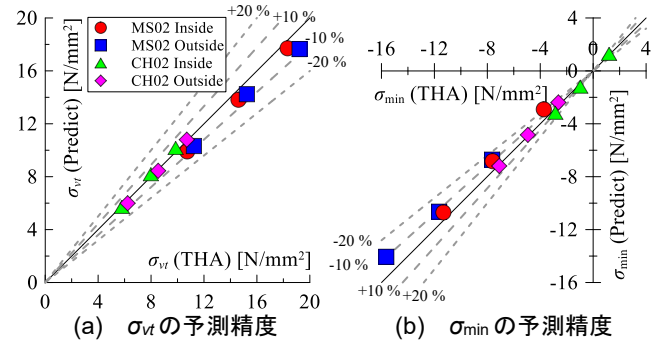 20
16
12
8
4
0
0 4 8 12 16 20
σvt (Predict) [N/mm²]
σvt (THA) [N/mm²]
MS02 Inside
MS02 Outside
CH02 Inside
CH02 Outside
+20 %
+10 %
-10 %
-20 %
(a) σvtの予測精度
-16 -12 -8 -4 0 4
σmin (THA) [N/mm²]
4
-4
-8
-12
-16
σmin (Predict) [N/mm²]
-20 %
-10 %
+10 %
+20 %
(b) σminの予測精度